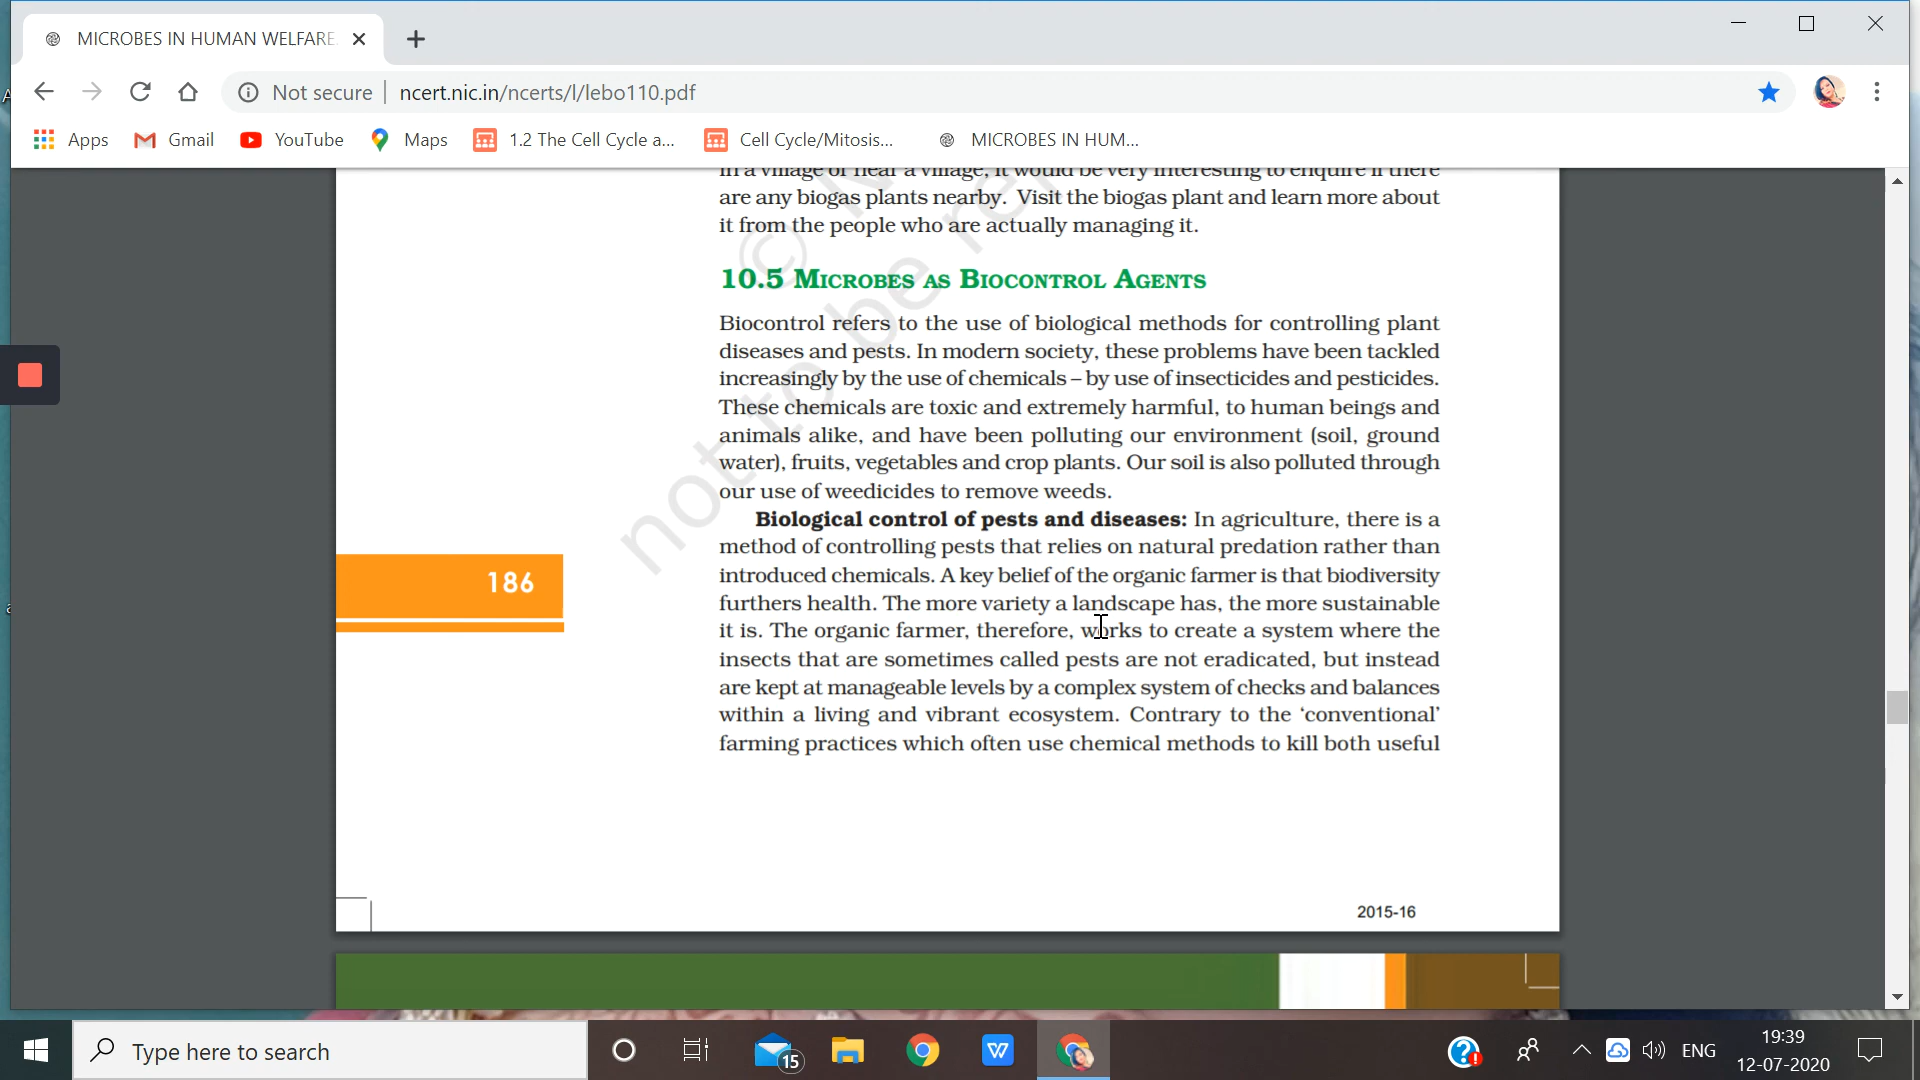 MICROBES IN HUMAN WELFARE
Not secure
ncert.nic.in/ncerts/l/lebo110.pdf
Apps
Gmail
YouTube
Maps
1.2 The Cell Cycle a...
Cell Cycle/Mitosis...
MICROBES IN HUM...
in a village or near a village, it would be very interesting to enquire if there
are any biogas plants nearby. Visit the biogas plant and learn more about
it from the people who are actually managing it.
10.5 MICROBES AS BIOCONTROL AGENTS
Biocontrol refers to the use of biological methods for controlling plant
diseases and pests. In modern society, these problems have been tackled
increasingly by the use of chemicals – by use of insecticides and pesticides.
These chemicals are toxic and extremely harmful, to human beings and
animals alike, and have been polluting our environment (soil, ground
water), fruits, vegetables and crop plants. Our soil is also polluted through
our use of weedicides to remove weeds.
Biological control of pests and diseases: In agriculture, there is a
method of controlling pests that relies on natural predation rather than
introduced chemicals. A key belief of the organic farmer is that biodiversity
furthers health. The more variety a landscape has, the more sustainable
it is. The organic farmer, therefore, works to create a system where the
insects that are sometimes called pests are not eradicated, but instead
are kept at manageable levels by a complex system of checks and balances
within a living and vibrant ecosystem. Contrary to the ‘conventional’
farming practices which often use chemical methods to kill both useful
186
© N
not to be re
2015-16
Type here to search
15
ENG
19:39
12-07-2020